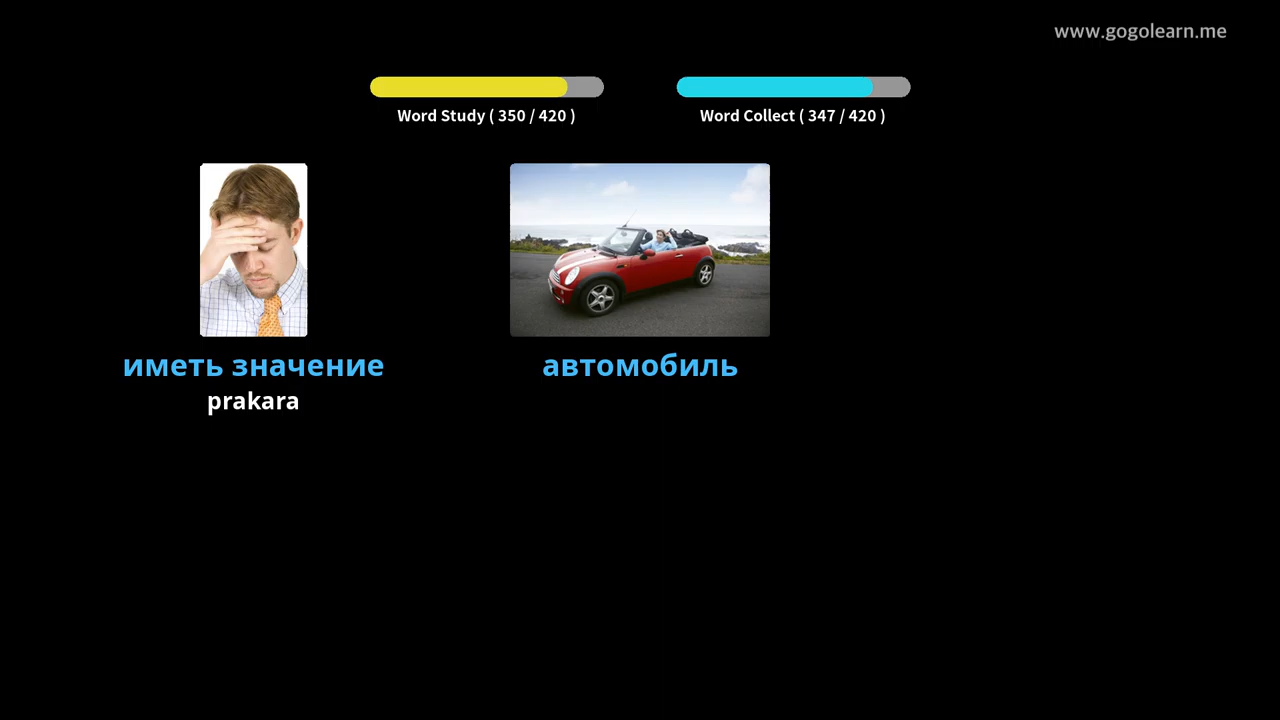 www.gogolearn.me
Word Study ( 350 / 420 )
Word Collect ( 347 / 420 )
иметь значение
prakara
автомобиль